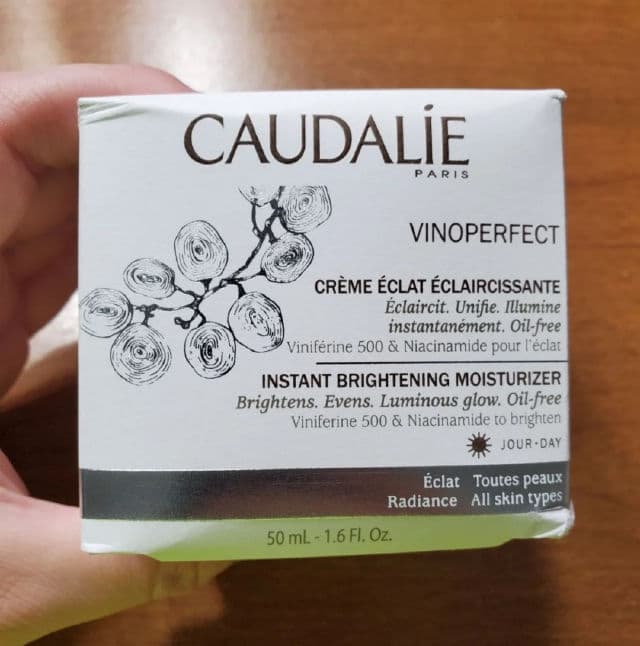 CAUDALÍE
PARIS
VINOPERFECT
CRÈME ÉCLAT ÉCLAIRCISSANTE
Éclaircit. Unifie. Illumine
instantanément. Oil-free
Viniférine 500 & Niacinamide pour l'éclat
INSTANT BRIGHTENING MOISTURIZER
Brightens. Evens. Luminous glow. Oil-free
Viniferine 500 & Niacinamide to brighten
JOUR-DAY
Éclat Toutes peaux
Radiance All skin types
50 mL - 1.6 Fl. Oz.